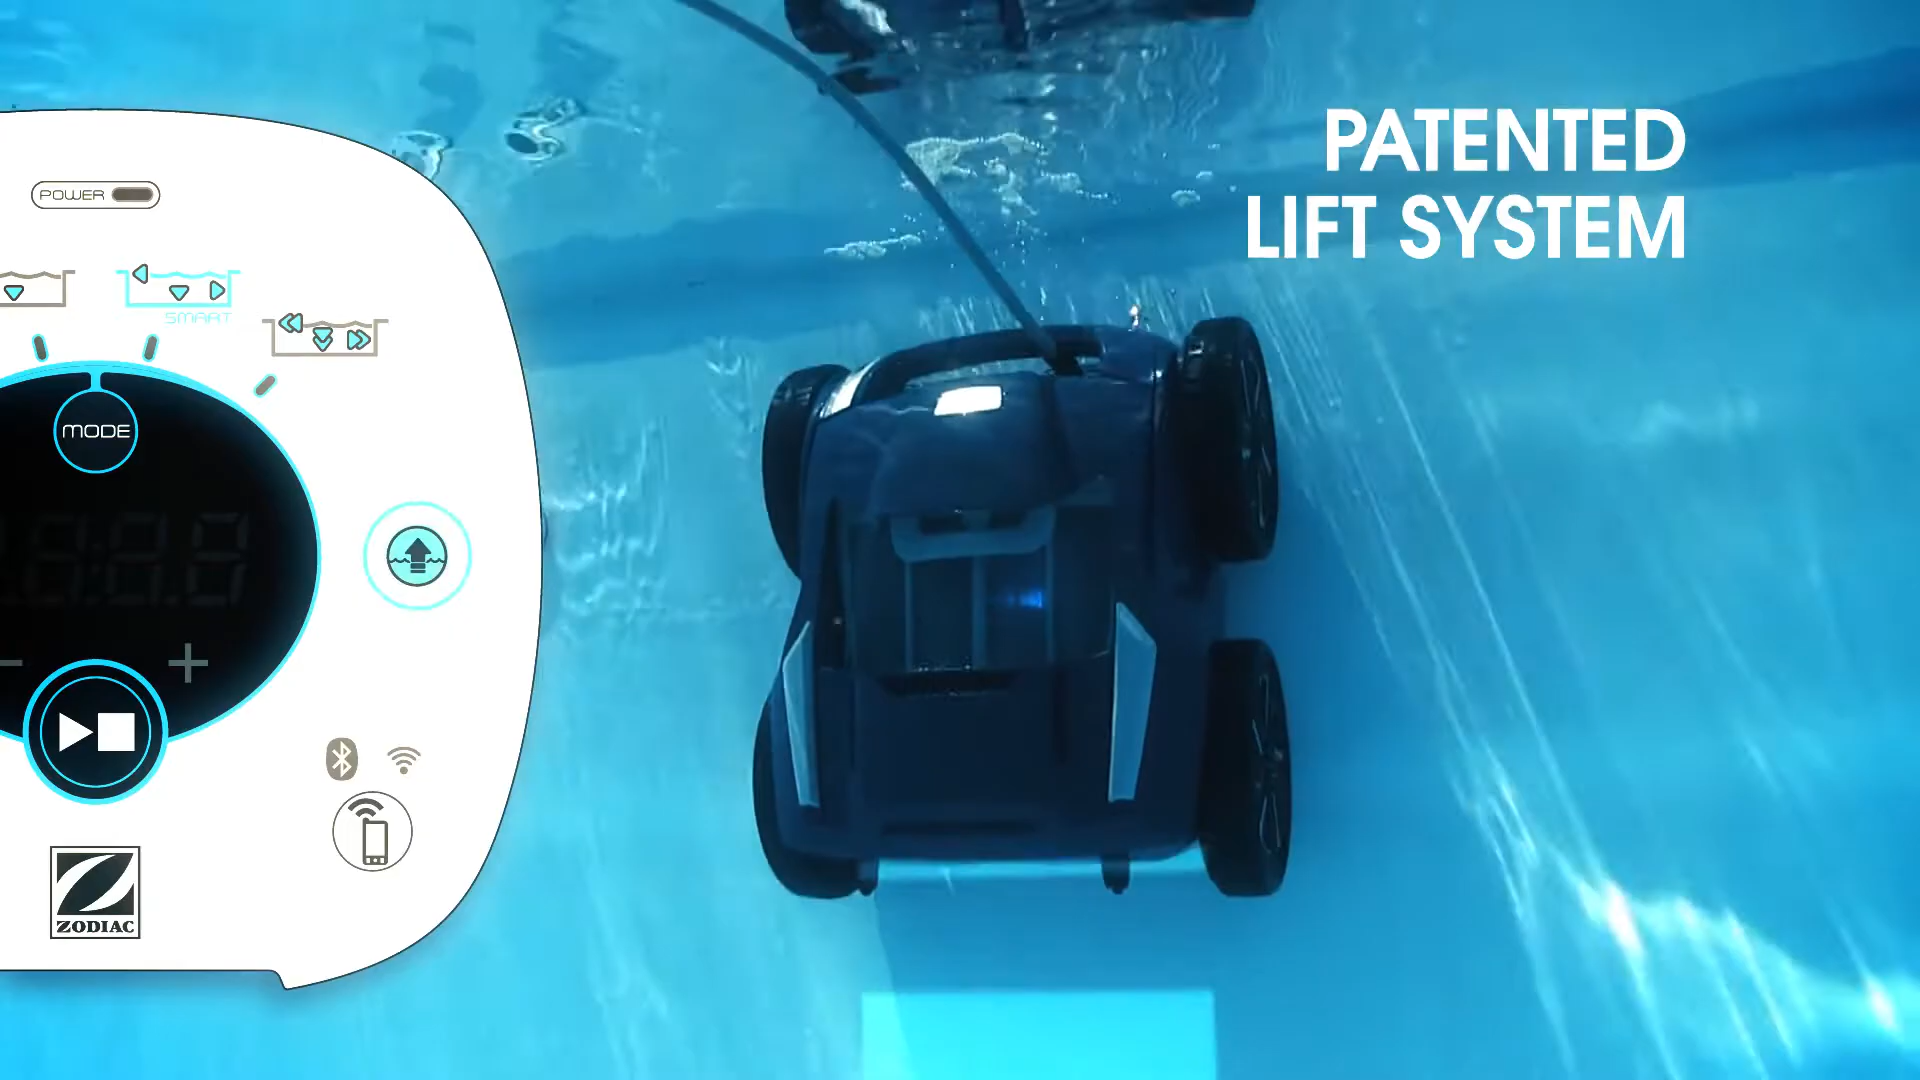 PATENTED
LIFT SYSTEM
POWER
SMART
MODE
ZODIAC